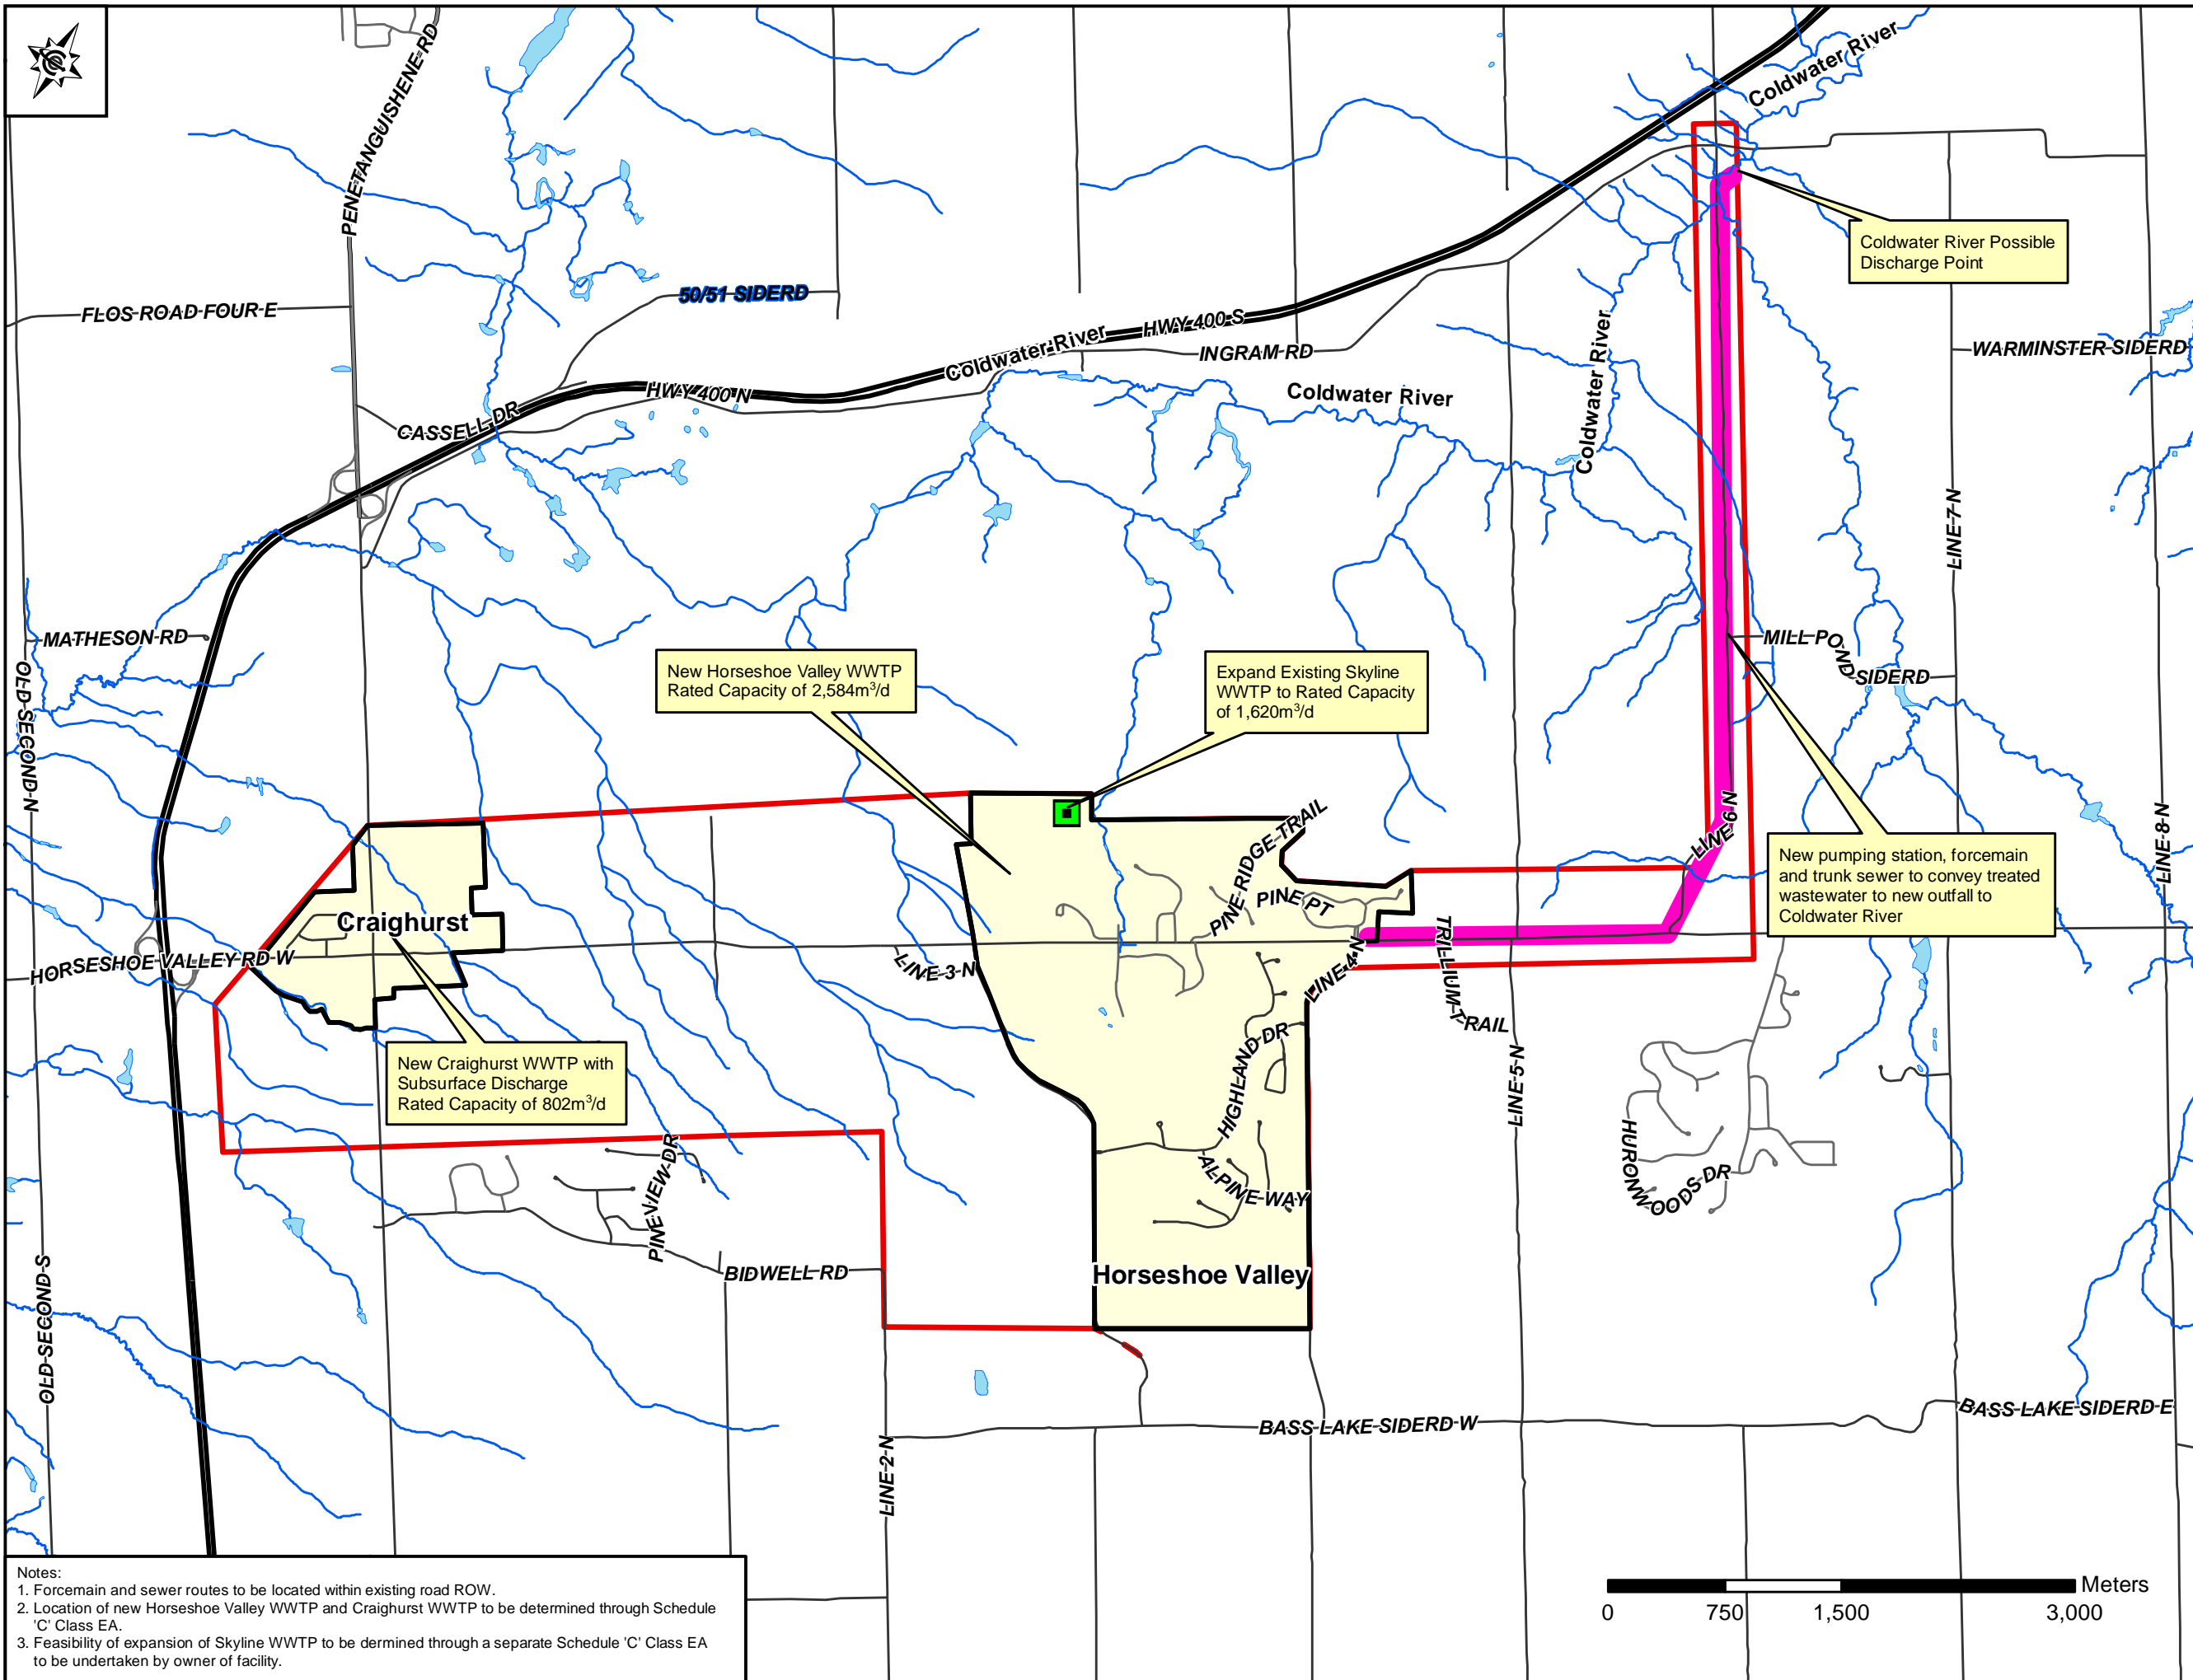 PENETANGUISHENE RD
Coldwater River
Coldwater River Possible
Discharge Point
FLOS ROAD FOUR E
50/51 SIDERD
Coldwater River
HWY 400 S
INGRAM RD
WARMINSTER SIDERD
Coldwater River
Coldwater River
HWY 400 N
CASSELL DR
LINE 7 N
MATHESON RD
MILL POND SIDERD
OLD SECOND N
New Horseshoe Valley WWTP
Rated Capacity of 2,584m³/d
Expand Existing Skyline
WWTP to Rated Capacity
of 1,620m³/d
LINE 6 N
LINE 8 N
New pumping station, forcemain
and trunk sewer to convey treated
wastewater to new outfall to
Coldwater River
PINE RIDGE TRAIL
PINE PT
Craighurst
HORSESHOE VALLEY RD W
LINE 3 N
LINE 4 N
TRILLIUM TRAIL
New Craighurst WWTP with
Subsurface Discharge
Rated Capacity of 802m³/d
HIGHLAND DR
LINE 5 N
PINEVIEW DR
ALPINE WAY
HURONWOODS DR
BIDWELL RD
Horseshoe Valley
OLD SECOND S
BASS LAKE SIDERD W
BASS LAKE SIDERD E
LINE 2 N
Notes:
1. Forcemain and sewer routes to be located within existing road ROW.
2. Location of new Horseshoe Valley WWTP and Craighurst WWTP to be determined through Schedule
'C' Class EA.
3. Feasibility of expansion of Skyline WWTP to be dermined through a separate Schedule 'C' Class EA
to be undertaken by owner of facility.
Meters
0 750 1,500 3,000